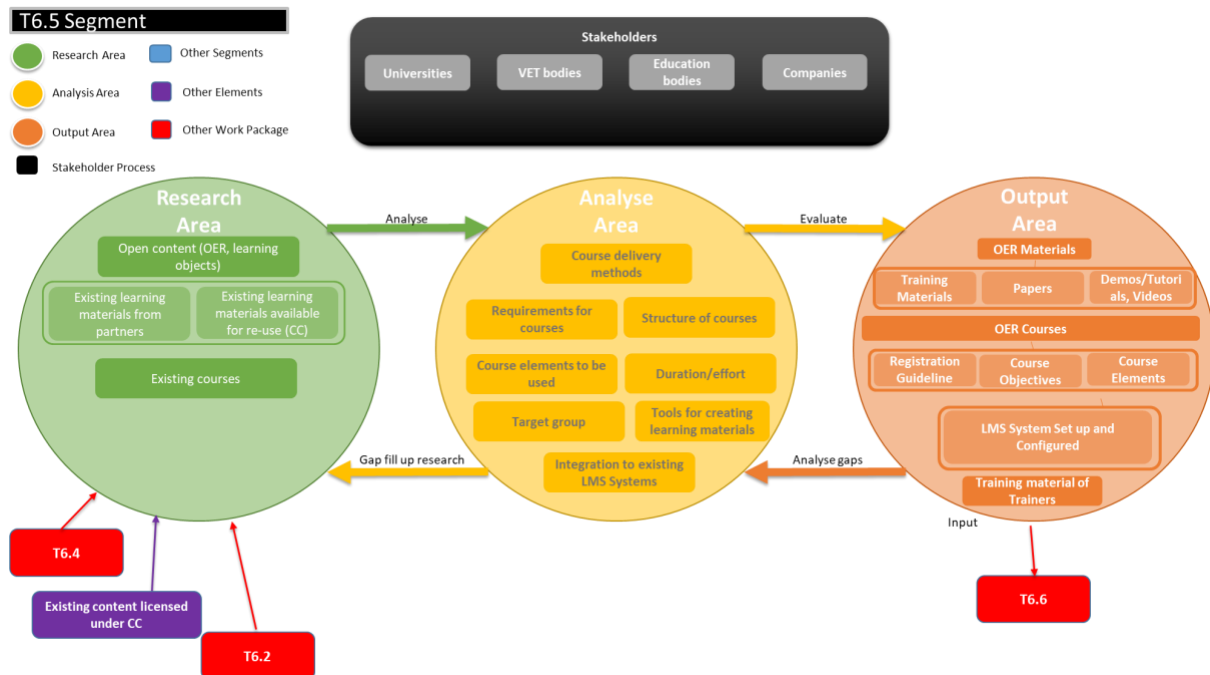 T6.5 Segment
Research Area
Other Segments
Analysis Area
Other Elements
Output Area
Other Work Package
Stakeholder Process
Stakeholders
Universities
VET bodies
Education
bodies
Companies
Research
Area
Open content (OER, learning
objects)
Existing learning
materials from
partners
Existing learning
materials available
for re-use (CC)
Existing courses
Analyse
Gap fill up research
Analyse
Area
Course delivery
methods
Requirements for
courses
Structure of courses
Course elements to be
used
Duration/effort
Target group
Tools for creating
learning materials
Integration to existing
LMS Systems
Evaluate
Analyse gaps
Output
Area
OER Materials
Training
Materials
Papers
Demos/Tutori
als, Videos
OER Courses
Registration
Guideline
Course
Objectives
Course
Elements
LMS System Set up and
Configured
Training material of
Trainers
Input
T6.4
Existing content licensed
under CC
T6.2
T6.6